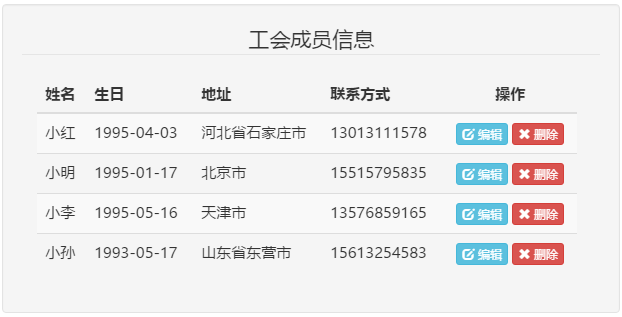 工会成员信息
姓名 生日 地址 联系方式 操作
小红 1995-04-03 河北省石家庄市 13013111578 编辑 删除
小明 1995-01-17 北京市 15515795835 编辑 删除
小李 1995-05-16 天津市 13576859165 编辑 删除
小孙 1993-05-17 山东省东营市 15613254583 编辑 删除